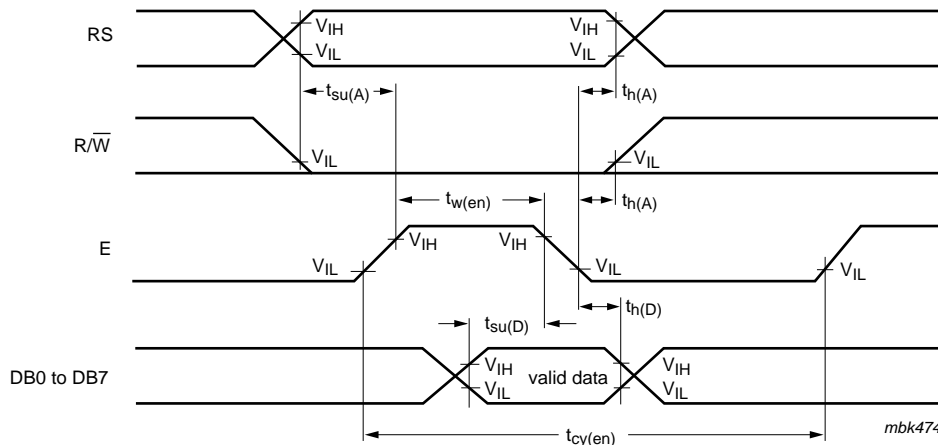 RS
VIH
VIL
VIH
VIL
tsu(A)
th(A)
R/W̅
VIL
VIL
tw(en)
th(A)
E
VIL
VIH
VIH
VIL
VIL
tsu(D)
th(D)
DB0 to DB7
VIH
VIL
valid data
VIH
VIL
tcy(en)
mbk474